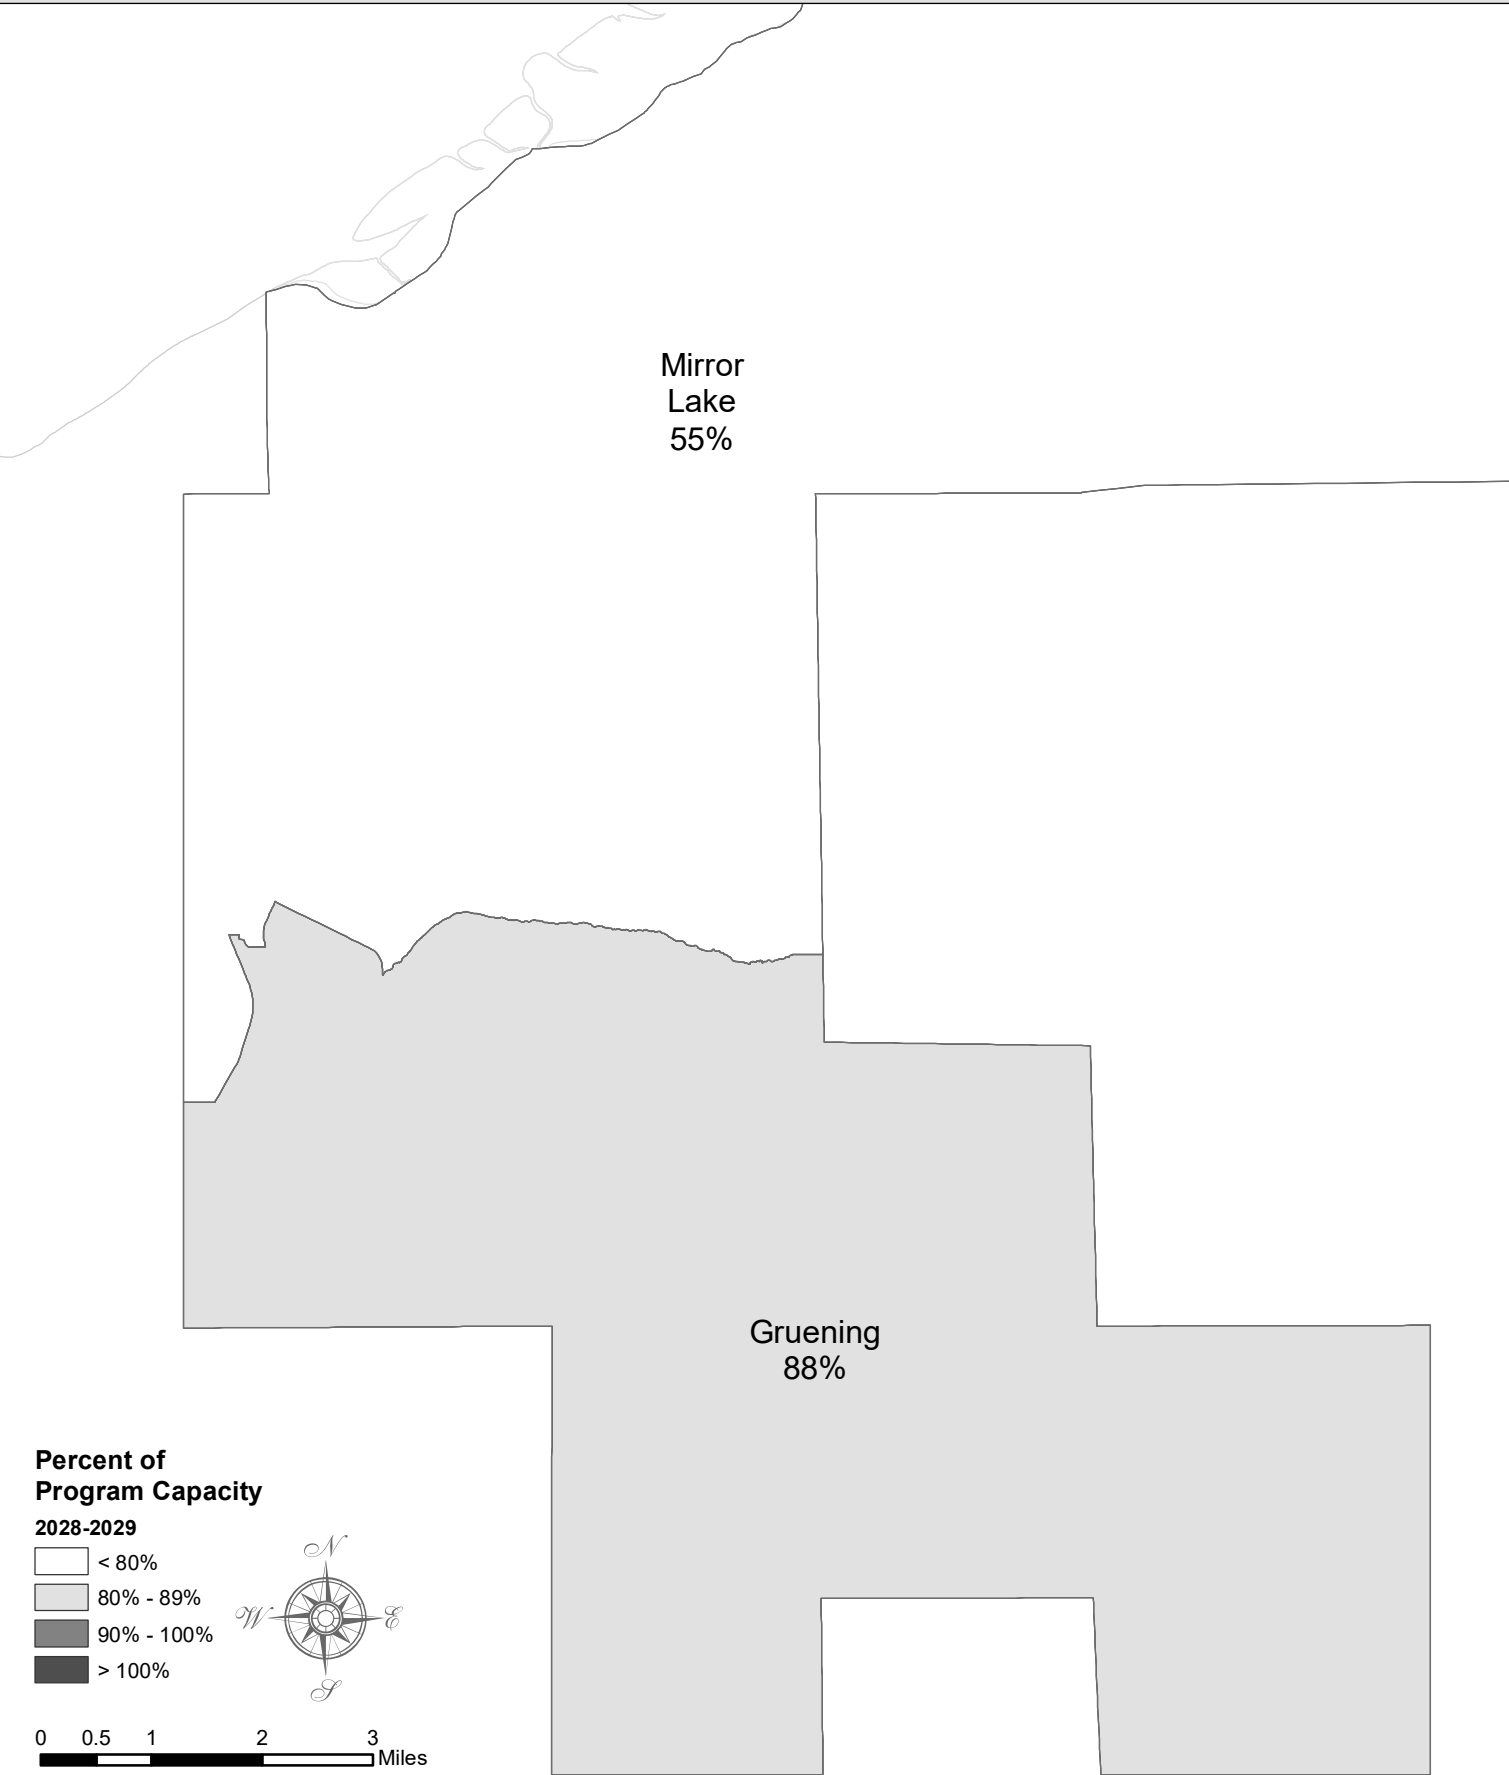 Mirror
Lake
55%
Gruening
88%
Percent of
Program Capacity
2028-2029
< 80%
80% - 89%
90% - 100%
> 100%
N
W E
S
0 0.5 1 2 3
Miles